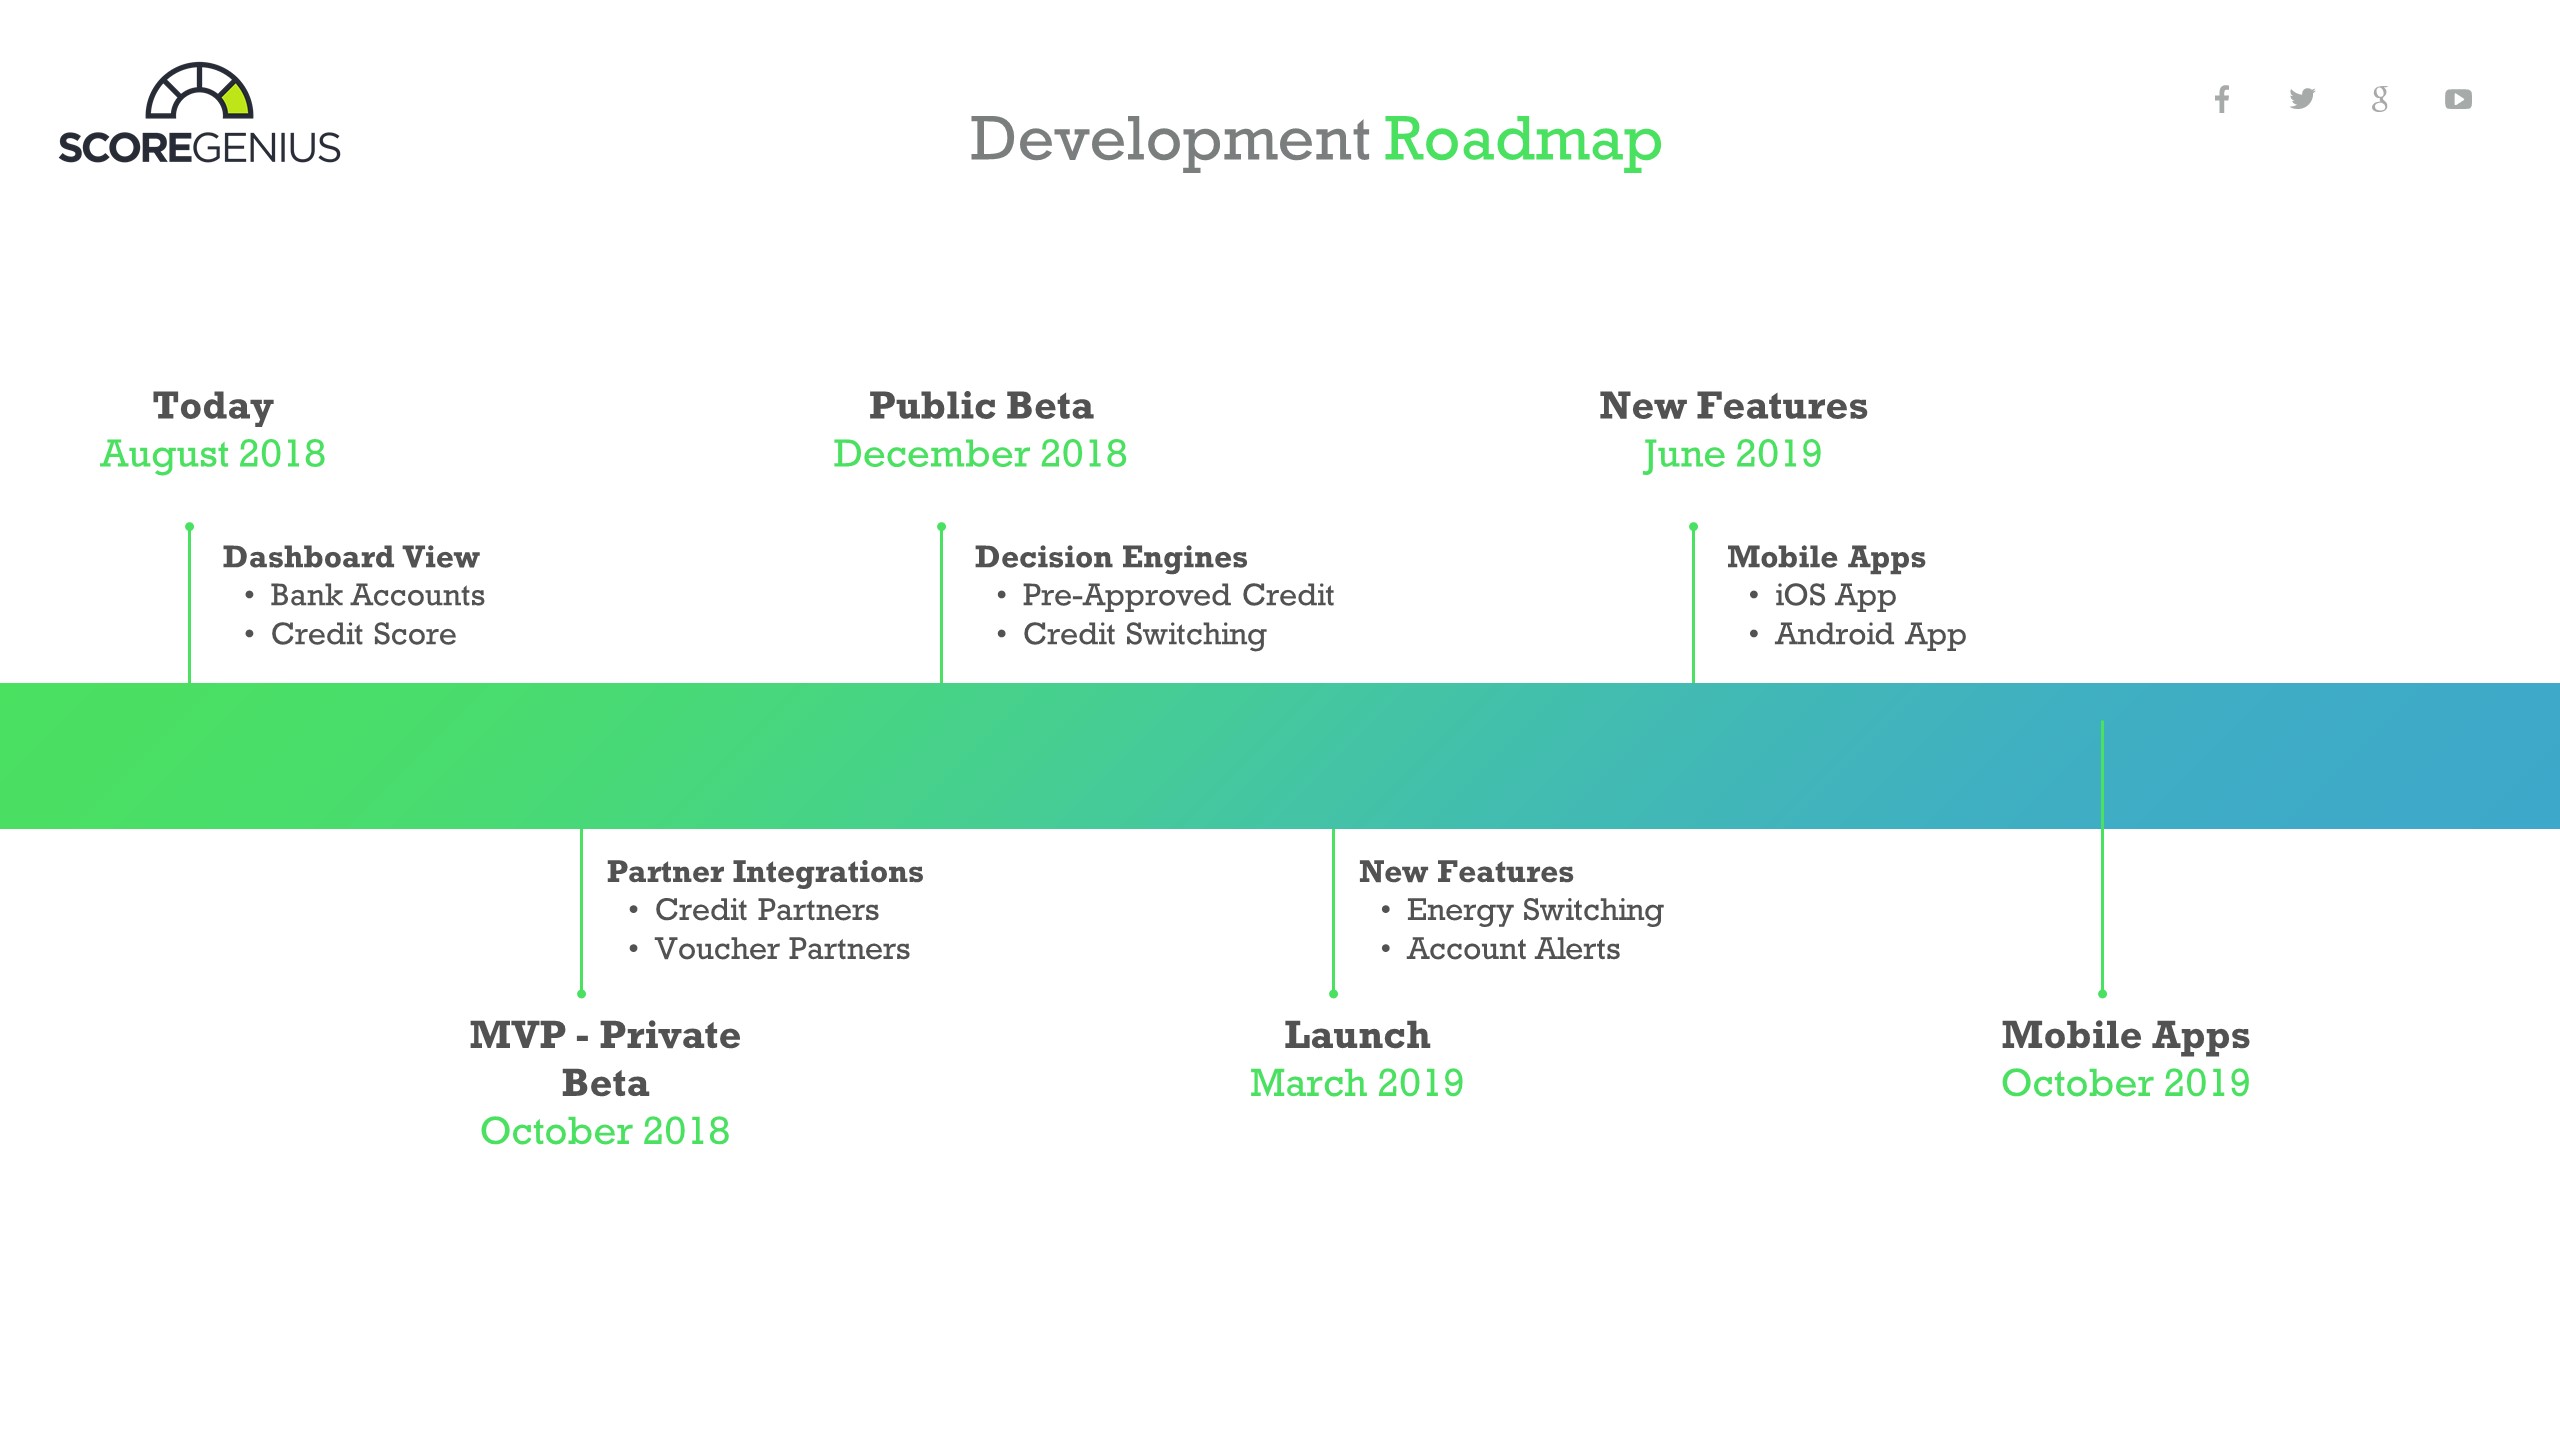 SCOREGENIUS
Development Roadmap
Today
August 2018
Public Beta
December 2018
New Features
June 2019
Dashboard View
• Bank Accounts
• Credit Score
Decision Engines
• Pre-Approved Credit
• Credit Switching
Mobile Apps
• iOS App
• Android App
Partner Integrations
• Credit Partners
• Voucher Partners
New Features
• Energy Switching
• Account Alerts
MVP - Private
Beta
October 2018
Launch
March 2019
Mobile Apps
October 2019